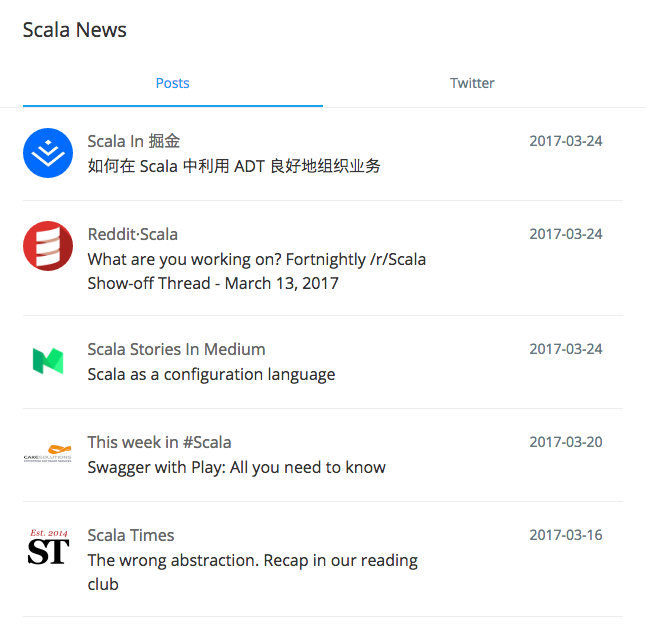 Scala News
Posts
Twitter
Scala In 掘金
2017-03-24
如何在 Scala 中利用 ADT 良好地组织业务
Reddit·Scala
2017-03-24
What are you working on? Fortnightly /r/Scala
Show-off Thread - March 13, 2017
Scala Stories In Medium
2017-03-24
Scala as a configuration language
This week in #Scala
2017-03-20
CAKESOLUTIONS
Swagger with Play: All you need to know
Scala Times
2017-03-16
Est. 2014
ST
The wrong abstraction. Recap in our reading
club